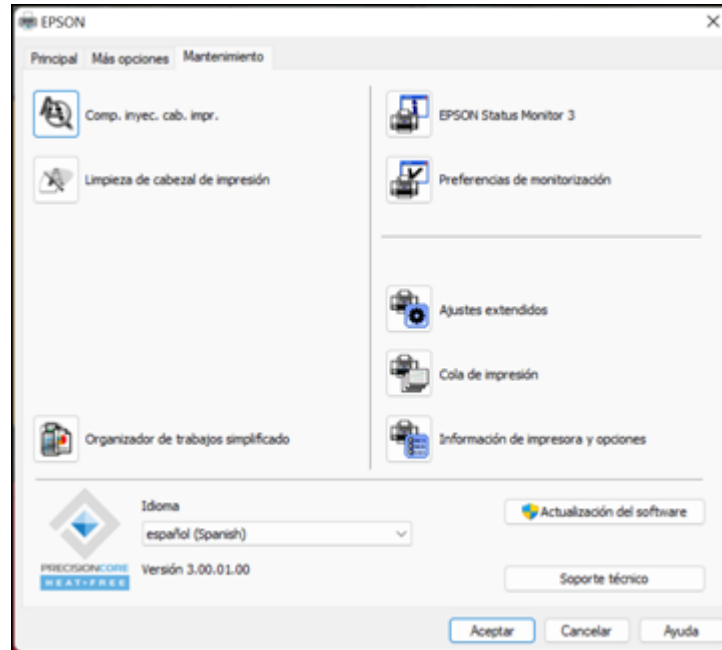 EPSON
Principal
Más opciones
Mantenimiento
Comp. inyec. cab. impr.
Limpieza de cabezal de impresión
Organizador de trabajos simplificado
EPSON Status Monitor 3
Preferencias de monitorización
Ajustes extendidos
Cola de impresión
Información de impresora y opciones
Idioma
español (Spanish)
Versión 3.00.01.00
PRECISIONCORE
HEAT-FREE
Actualización del software
Soporte técnico
Aceptar
Cancelar
Ayuda